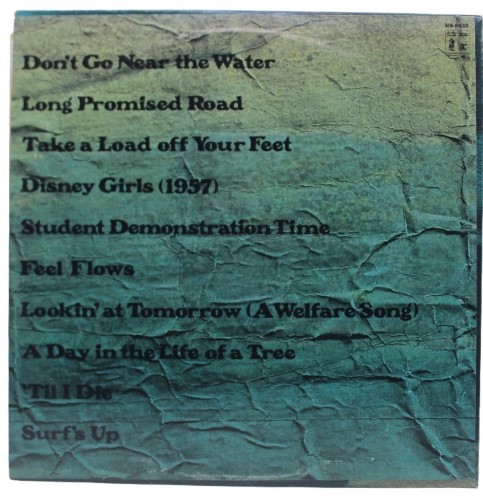 Don't Go Near the Water
Long Promised Road
Take a Load off Your Feet
Disney Girls (1957)
Student Demonstration Time
Feel Flows
Lookin' at Tomorrow (A Welfare Song)
A Day in the Life of a Tree
'Til I Die
Surf's Up